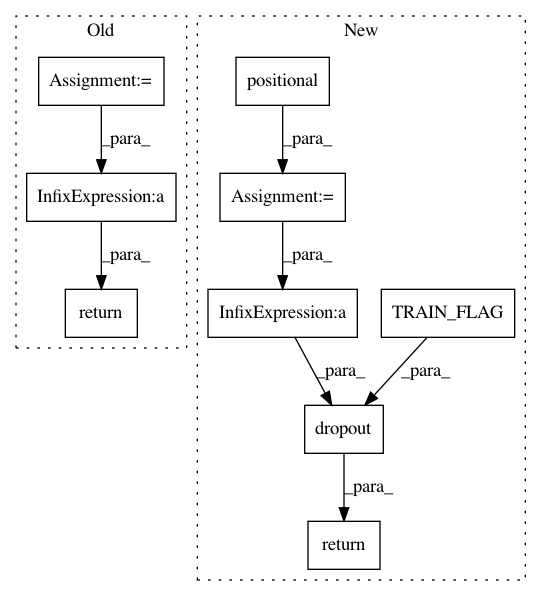 Old
New
Assignment:=
positional
_para_
_para_
InfixExpression:a
Assignment:=
_para_
_para_
return
InfixExpression:a
TRAIN_FLAG
_para_
_para_
dropout
_para_
return